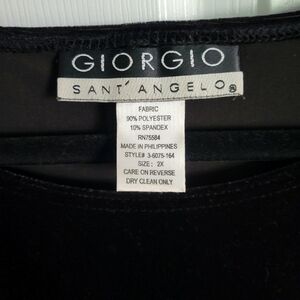 GIORGIO
SANT' ANGELO®
FABRIC
90% POLYESTER
10% SPANDEX
RN75584
MADE IN PHILIPPINES
STYLE# 3-6075-164
SIZE: 2X
CARE ON REVERSE
DRY CLEAN ONLY